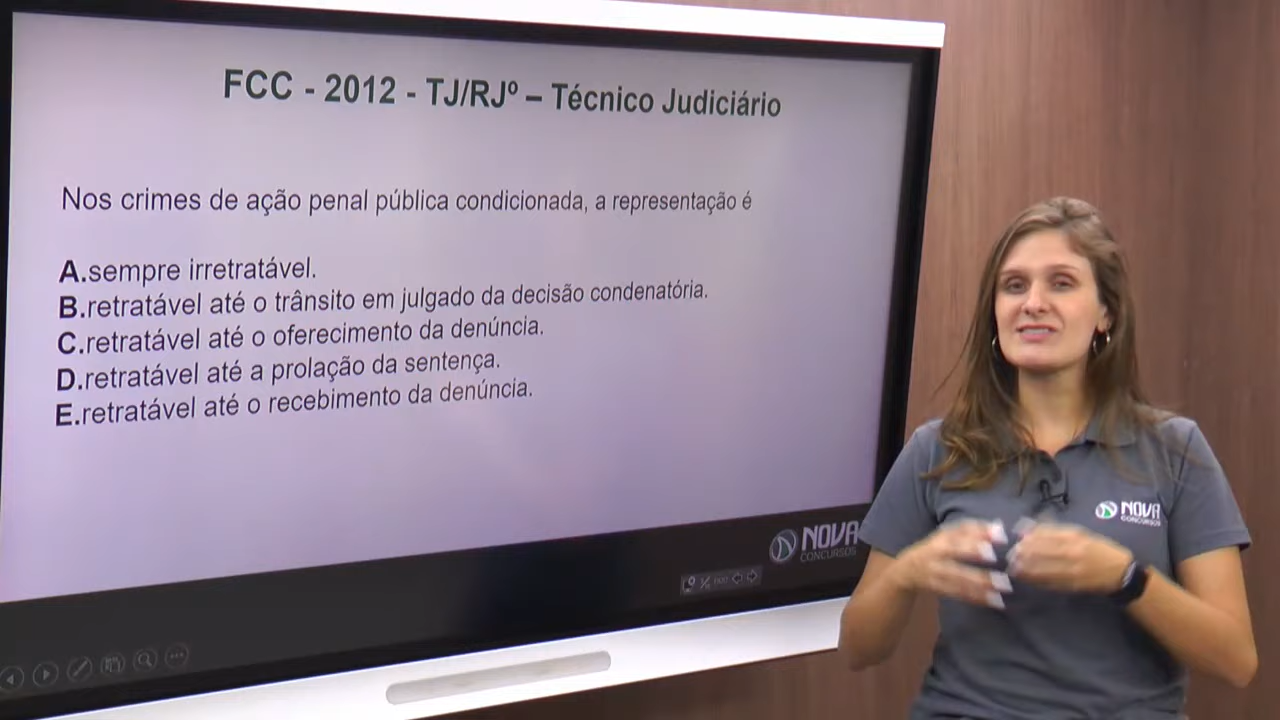 FCC - 2012 - TJ/RJº – Técnico Judiciário
Nos crimes de ação penal pública condicionada, a representação é
A.sempre irretratável.
B.retratável até o trânsito em julgado da decisão condenatória.
C.retratável até o oferecimento da denúncia.
D.retratável até a prolação da sentença.
E.retratável até o recebimento da denúncia.
NOVA
CONCURSOS
NOVA
CONCURSOS